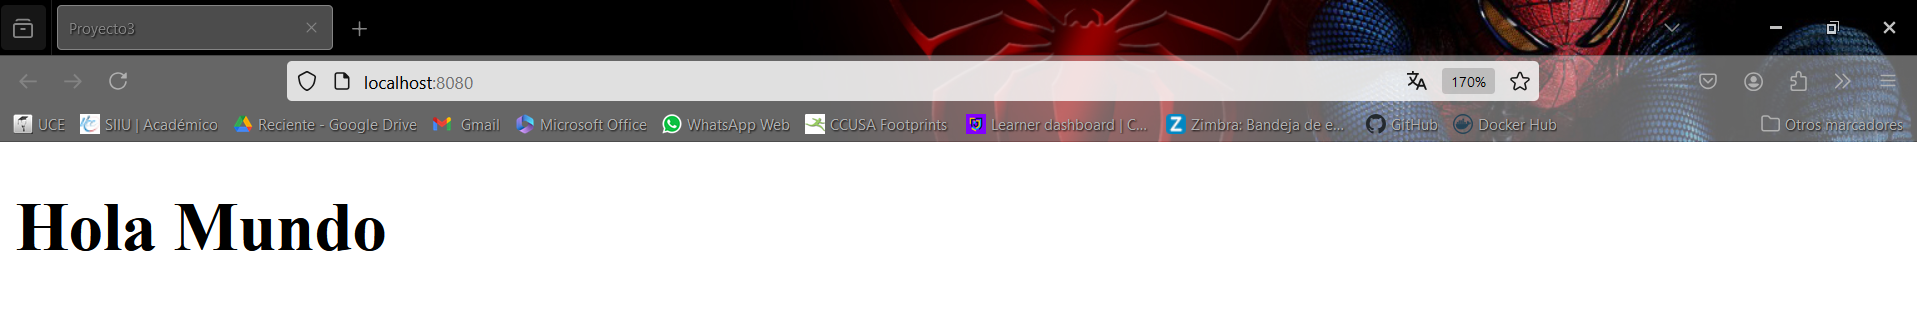 Proyecto3
localhost:8080 170%
UCE SIIU | Académico Reciente - Google Drive Gmail Microsoft Office WhatsApp Web CCUSA Footprints Learner dashboard | C... Zimbra: Bandeja de e... GitHub Docker Hub Otros marcadores
Hola Mundo